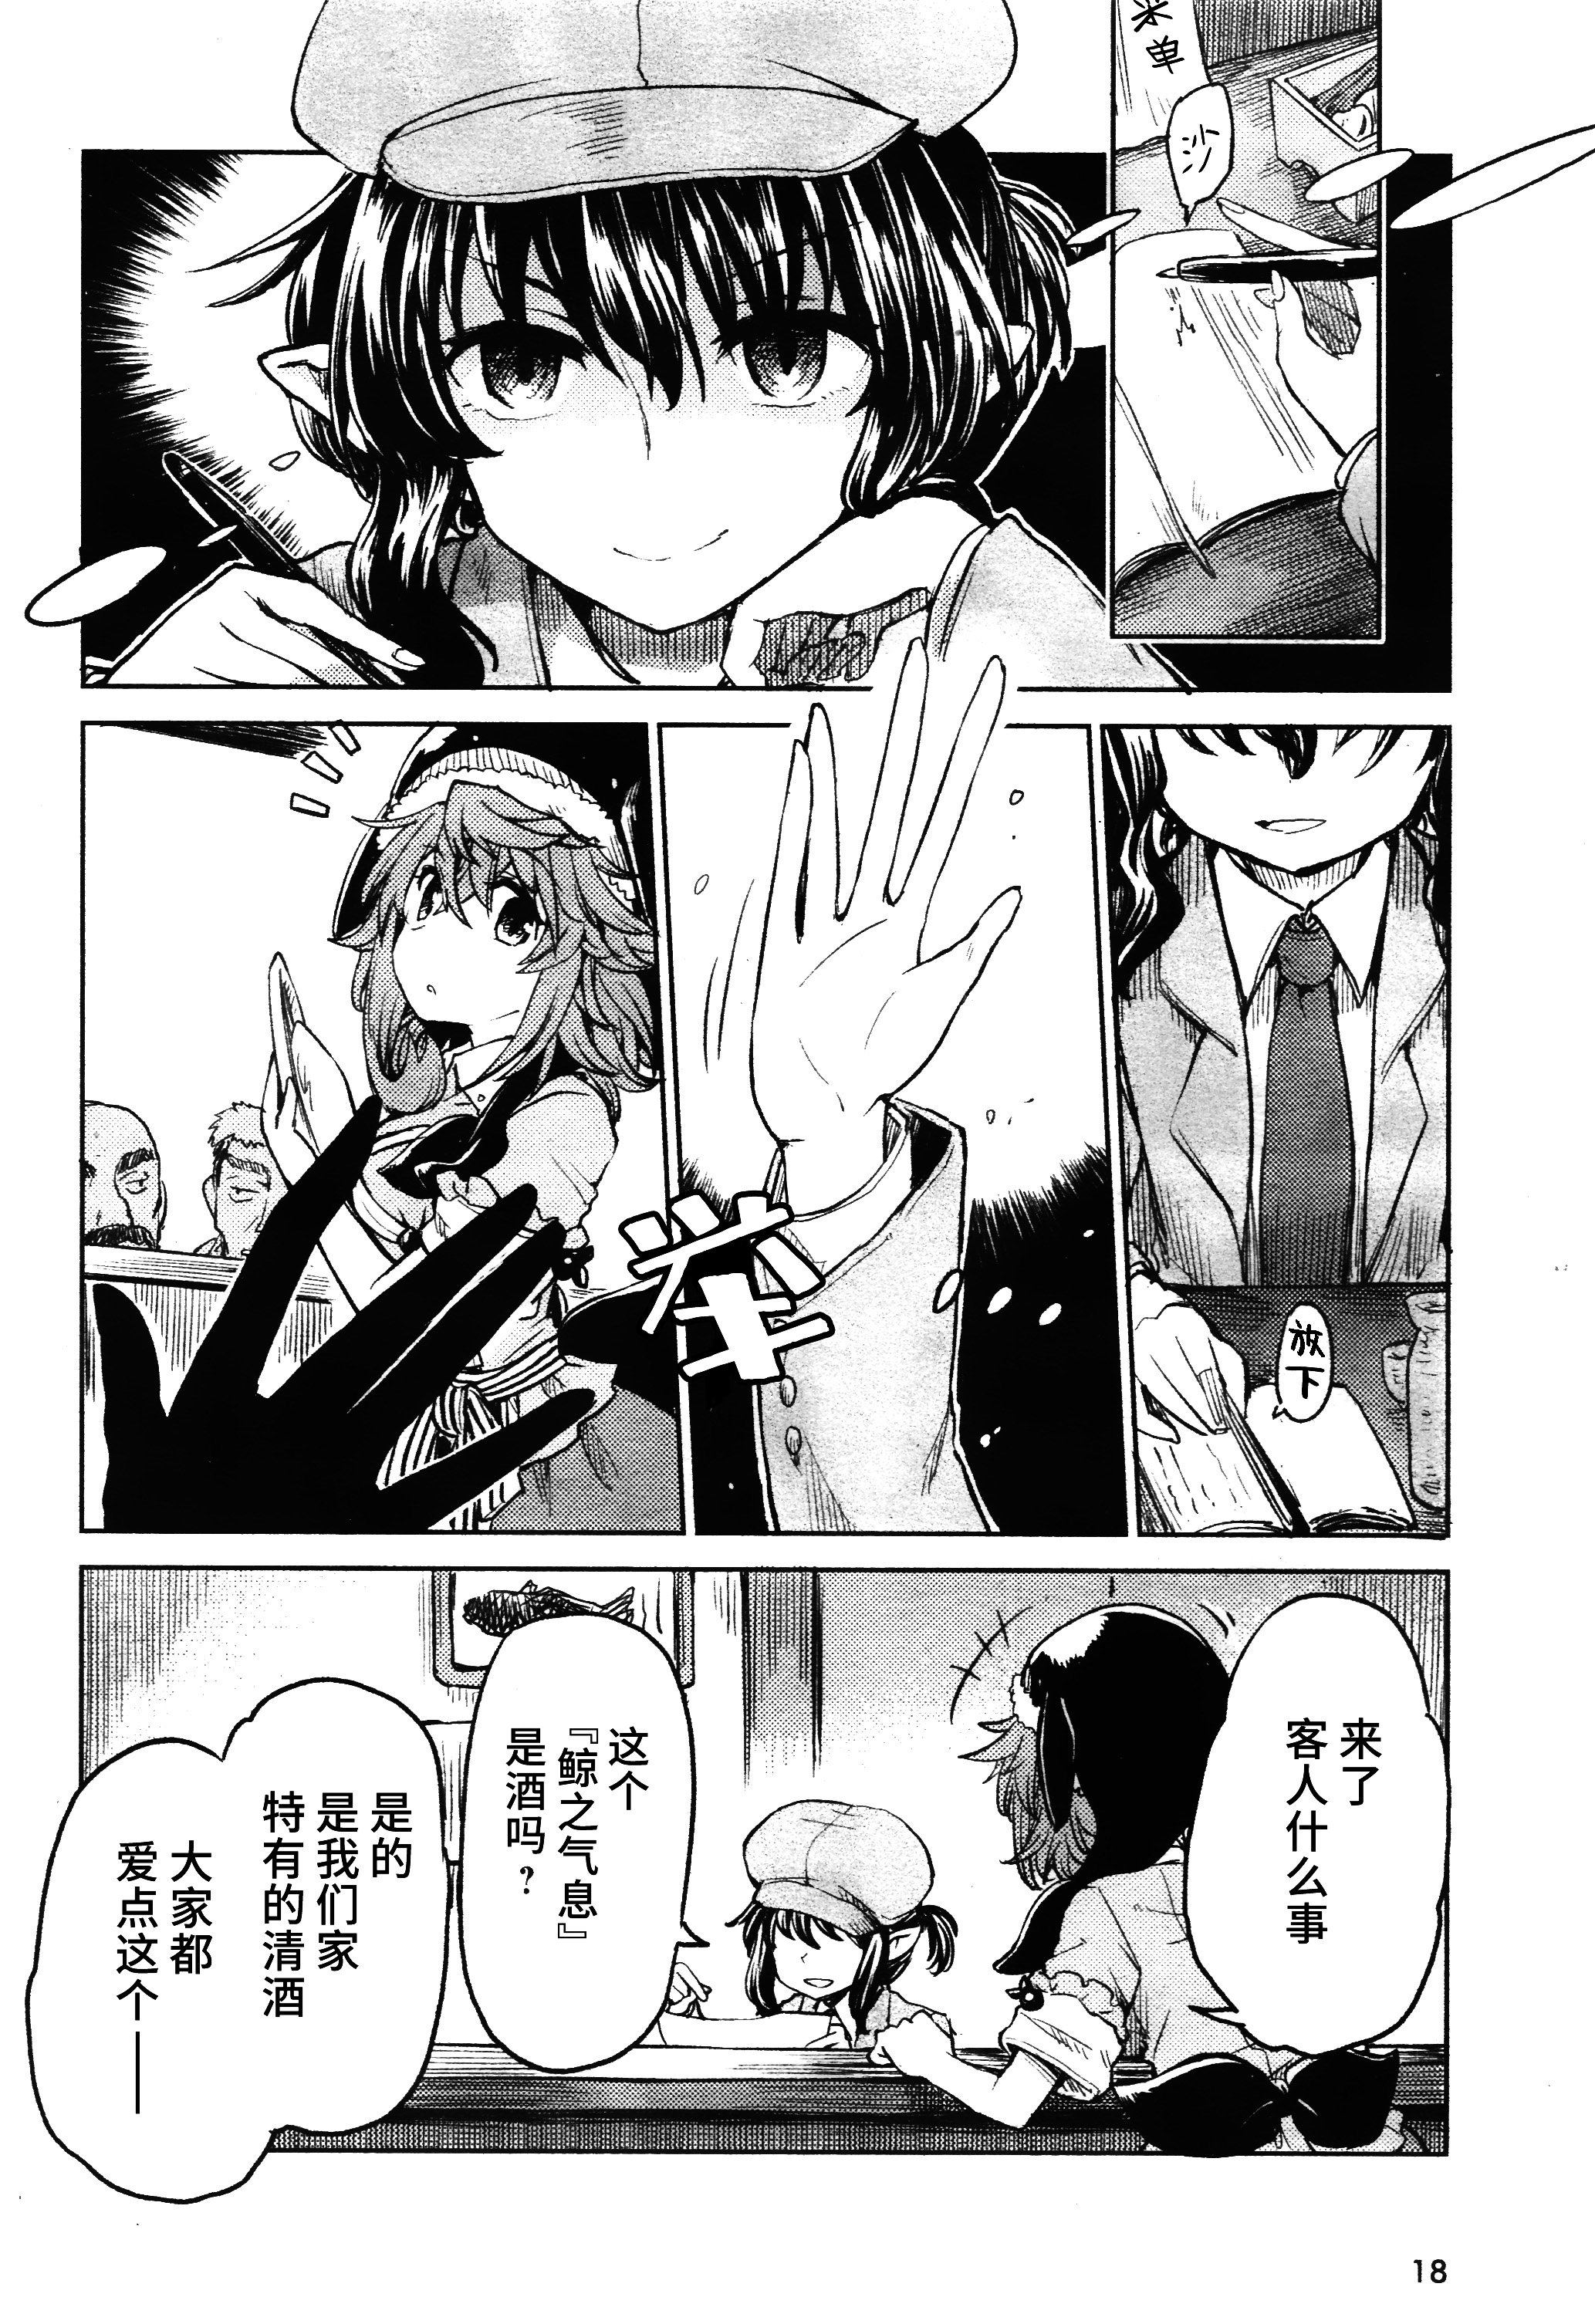 菜单
沙沙
放下
举手
来了
客人什么事
这个
『鲸之气息』
是酒吗?
是的
是我们家
特有的清酒
大家都
爱点这个——
18